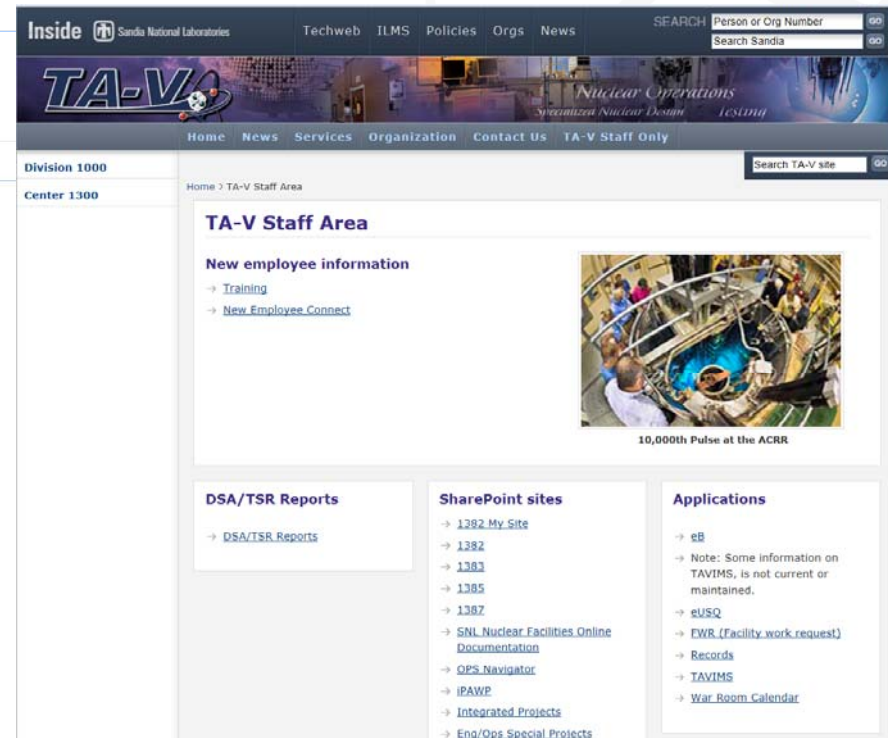 Inside Sandia National Laboratories
Techweb ILMS Policies Orgs News
SEARCH Person or Org Number GO
Search Sandia GO
TA-V
Nuclear Operations
Specialized Nuclear Design Testing
Home News Services Organization Contact Us TA-V Staff Only
Search TA-V site GO
Division 1000
Center 1300
Home › TA-V Staff Area
TA-V Staff Area
New employee information
→ Training
→ New Employee Connect
10,000th Pulse at the ACRR
DSA/TSR Reports
→ DSA/TSR Reports
SharePoint sites
→ 1382 My Site
→ 1382
→ 1383
→ 1385
→ 1387
→ SNL Nuclear Facilities Online
Documentation
→ OPS Navigator
→ iPAWP
→ Integrated Projects
→ Eng/Ops Special Projects
Applications
→ eB
→ Note: Some information on
TAVIMS, is not current or
maintained.
→ eUSQ
→ FWR (Facility work request)
→ Records
→ TAVIMS
→ War Room Calendar